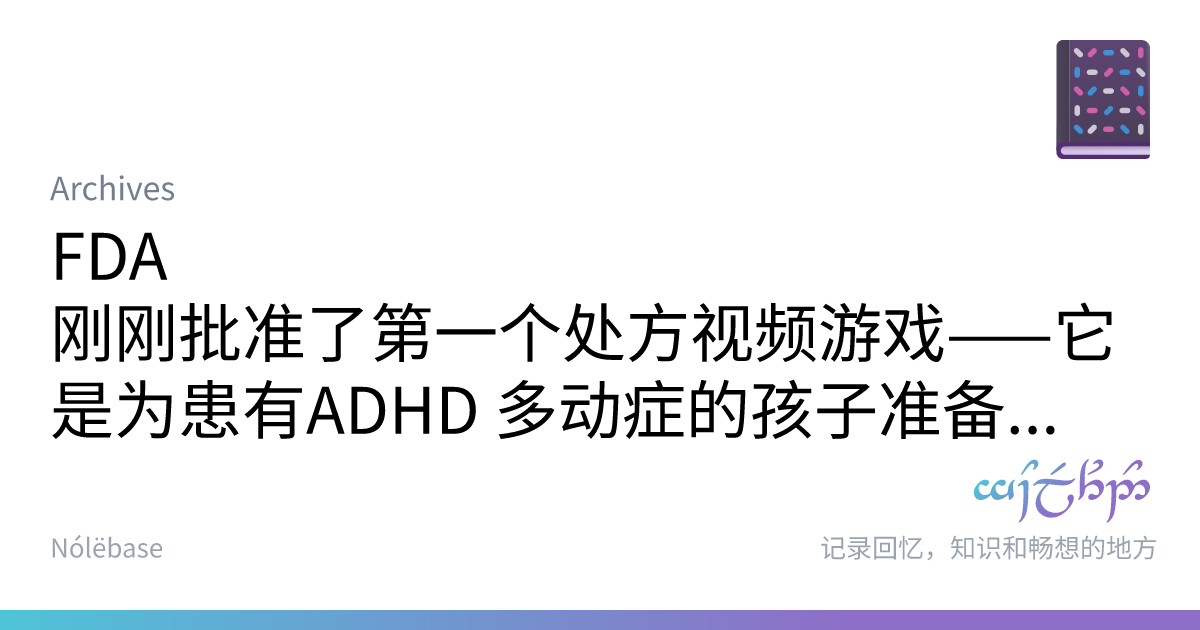 Archives
FDA
刚刚批准了第一个处方视频游戏——它
是为患有ADHD 多动症的孩子准备...
Nólëbase
记录回忆，知识和畅想的地方